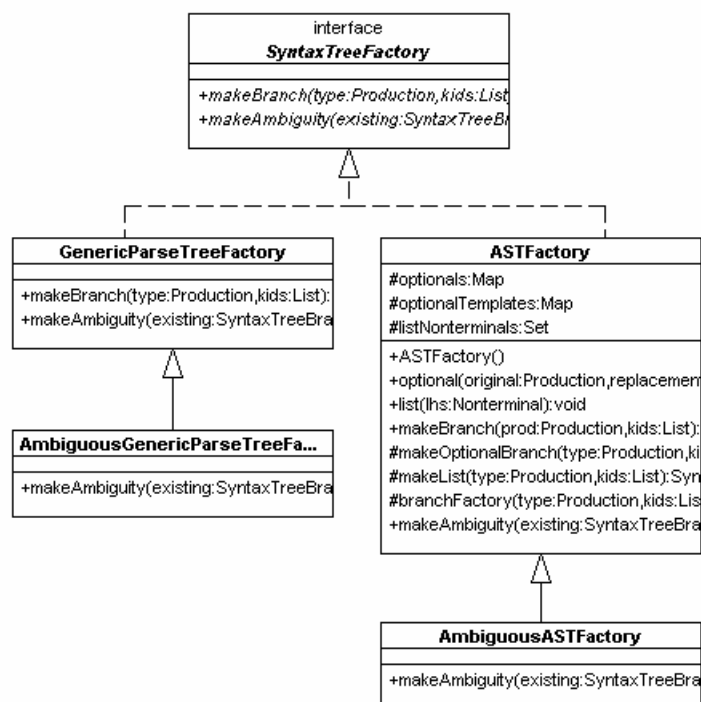 interface
SyntaxTreeFactory
+makeBranch(type:Production,kids:List)
+makeAmbiguity(existing:SyntaxTreeBr
GenericParseTreeFactory
+makeBranch(type:Production,kids:List):
+makeAmbiguity(existing:SyntaxTreeBra
AmbiguousGenericParseTreeFa...
+makeAmbiguity(existing:SyntaxTreeBra
ASTFactory
#optionals:Map
#optionalTemplates:Map
#listNonterminals:Set
+ASTFactory()
+optional(original:Production,replacemen
+list(lhs:Nonterminal):void
+makeBranch(prod:Production,kids:List):
#makeOptionalBranch(type:Production,ki
#makeList(type:Production,kids:List):Syn
#branchFactory(type:Production,kids:Lis
+makeAmbiguity(existing:SyntaxTreeBra
AmbiguousASTFactory
+makeAmbiguity(existing:SyntaxTreeBra